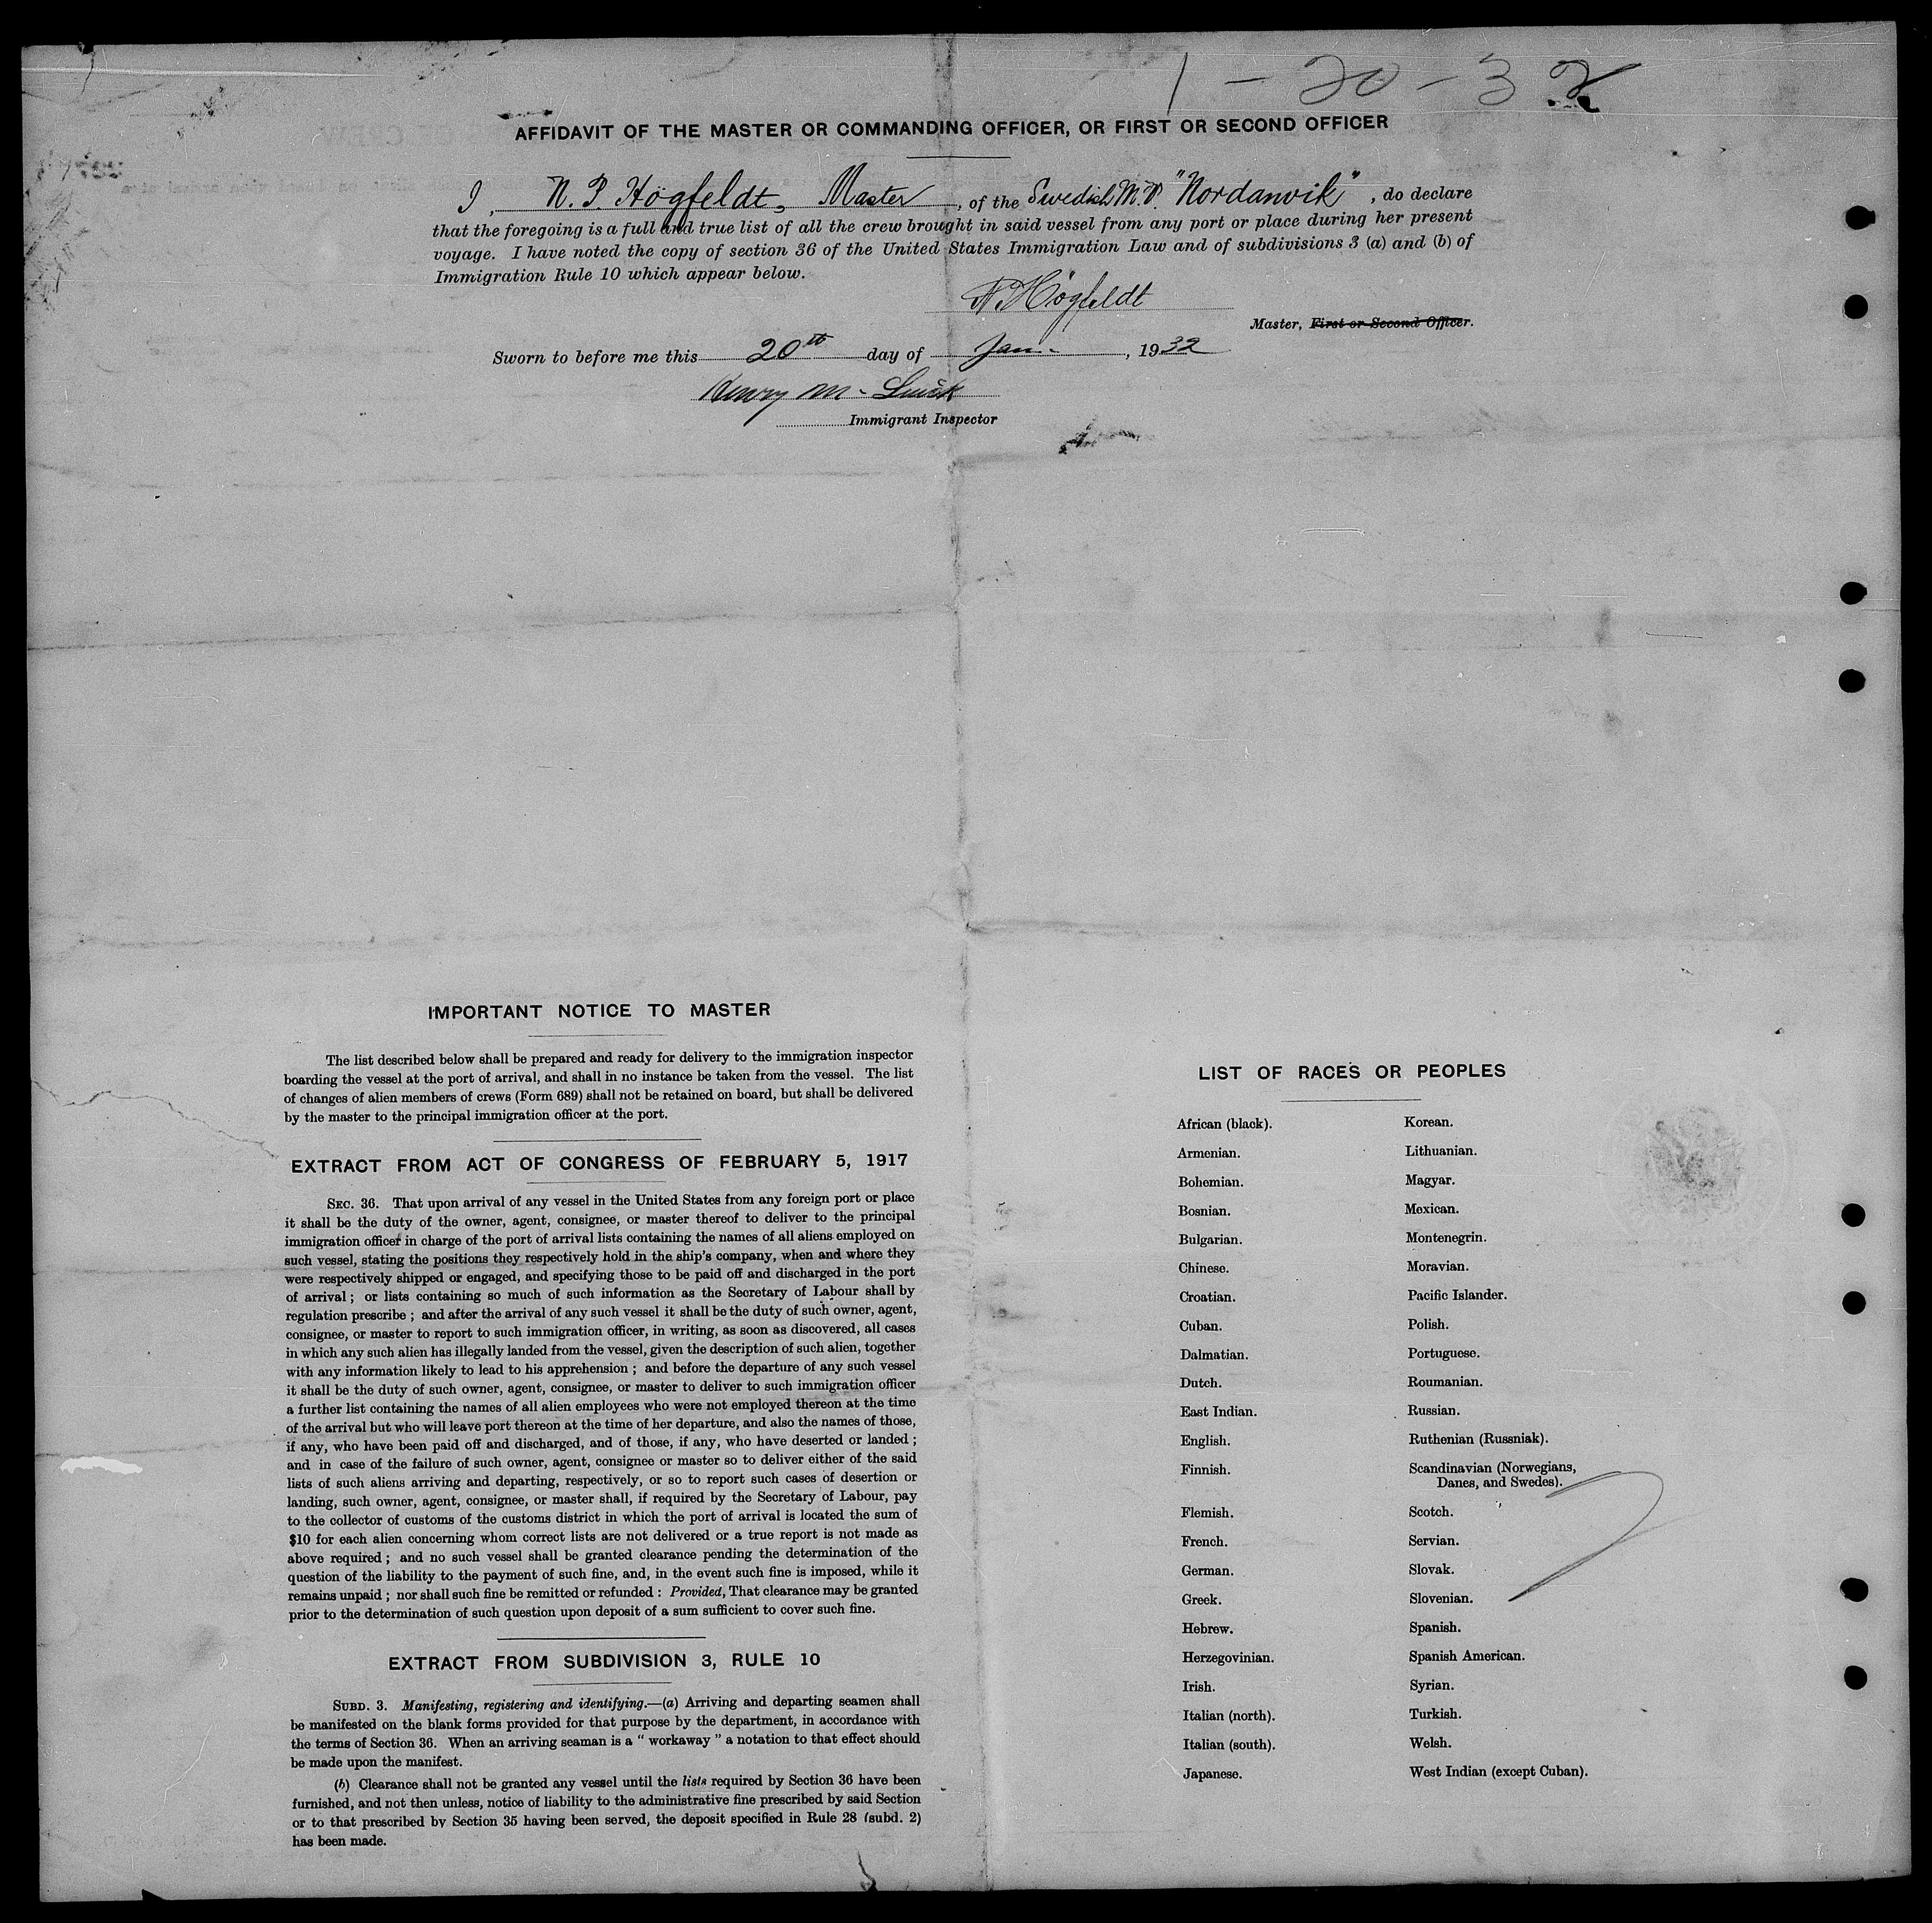 1 - 20 - 32
AFFIDAVIT OF THE MASTER OR COMMANDING OFFICER, OR FIRST OR SECOND OFFICER
I, N. P. Högfeldt, Master, of the Swedish M.V. "Nordanvik", do declare
that the foregoing is a full and true list of all the crew brought in said vessel from any port or place during her present
voyage. I have noted the copy of section 36 of the United States Immigration Law and of subdivisions 3 (a) and (b) of
Immigration Rule 10 which appear below.
N. Högfeldt
Master, First or Second Officer.
Sworn to before me this 20th day of Jan., 1932
Henry M.
Immigrant Inspector
IMPORTANT NOTICE TO MASTER
The list described below shall be prepared and ready for delivery to the immigration inspector
boarding the vessel at the port of arrival, and shall in no instance be taken from the vessel. The list
of changes of alien members of crews (Form 689) shall not be retained on board, but shall be delivered
by the master to the principal immigration officer at the port.
EXTRACT FROM ACT OF CONGRESS OF FEBRUARY 5, 1917
SEC. 36. That upon arrival of any vessel in the United States from any foreign port or place
it shall be the duty of the owner, agent, consignee, or master thereof to deliver to the principal
immigration officer in charge of the port of arrival lists containing the names of all aliens employed on
such vessel, stating the positions they respectively hold in the ship's company, when and where they
were respectively shipped or engaged, and specifying those to be paid off and discharged in the port
of arrival; or lists containing so much of such information as the Secretary of Labour shall by
regulation prescribe; and after the arrival of any such vessel it shall be the duty of such owner, agent,
consignee, or master to report to such immigration officer, in writing, as soon as discovered, all cases
in which any such alien has illegally landed from the vessel, given the description of such alien, together
with any information likely to lead to his apprehension; and before the departure of any such vessel
it shall be the duty of such owner, agent, consignee, or master to deliver to such immigration officer
a further list containing the names of all alien employees who were not employed thereon at the time
of the arrival but who will leave port thereon at the time of her departure, and also the names of those,
if any, who have been paid off and discharged, and of those, if any, who have deserted or landed;
and in case of the failure of such owner, agent, consignee or master so to deliver either of the said
lists of such aliens arriving and departing, respectively, or so to report such cases of desertion or
landing, such owner, agent, consignee, or master shall, if required by the Secretary of Labour, pay
to the collector of customs of the customs district in which the port of arrival is located the sum of
$10 for each alien concerning whom correct lists are not delivered or a true report is not made as
above required; and no such vessel shall be granted clearance pending the determination of the
question of the liability to the payment of such fine, and, in the event such fine is imposed, while it
remains unpaid; nor shall such fine be remitted or refunded: Provided, That clearance may be granted
prior to the determination of such question upon deposit of a sum sufficient to cover such fine.
EXTRACT FROM SUBDIVISION 3, RULE 10
SUBD. 3. Manifesting, registering and identifying.—(a) Arriving and departing seamen shall
be manifested on the blank forms provided for that purpose by the department, in accordance with
the terms of Section 36. When an arriving seaman is a "workaway" a notation to that effect should
be made upon the manifest.
(b) Clearance shall not be granted any vessel until the lists required by Section 36 have been
furnished, and not then unless, notice of liability to the administrative fine prescribed by said Section
or to that prescribed by Section 35 having been served, the deposit specified in Rule 28 (subd. 2)
has been made.
LIST OF RACES OR PEOPLES
African (black).
Armenian.
Bohemian.
Bosnian.
Bulgarian.
Chinese.
Croatian.
Cuban.
Dalmatian.
Dutch.
East Indian.
English.
Finnish.
Flemish.
French.
German.
Greek.
Hebrew.
Herzegovinian.
Irish.
Italian (north).
Italian (south).
Japanese.
Korean.
Lithuanian.
Magyar.
Mexican.
Montenegrin.
Moravian.
Pacific Islander.
Polish.
Portuguese.
Roumanian.
Russian.
Ruthenian (Russniak).
Scandinavian (Norwegians,
Danes, and Swedes).
Scotch.
Servian.
Slovak.
Slovenian.
Spanish.
Spanish American.
Syrian.
Turkish.
Welsh.
West Indian (except Cuban).